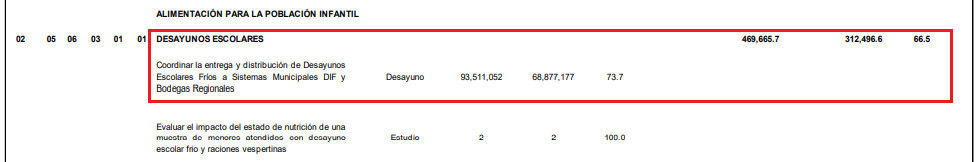 ALIMENTACIÓN PARA LA POBLACIÓN INFANTIL
02 05 06 03 01 01 DESAYUNOS ESCOLARES 469,665.7 312,496.6 66.5
Coordinar la entrega y distribución de Desayunos
Escolares Fríos a Sistemas Municipales DIF y Desayuno 93,511,052 68,877,177 73.7
Bodegas Regionales
Evaluar el impacto del estado de nutrición de una
muestra de menores atendidos con desayuno Estudio 2 2 100.0
escolar frío y raciones vespertinas